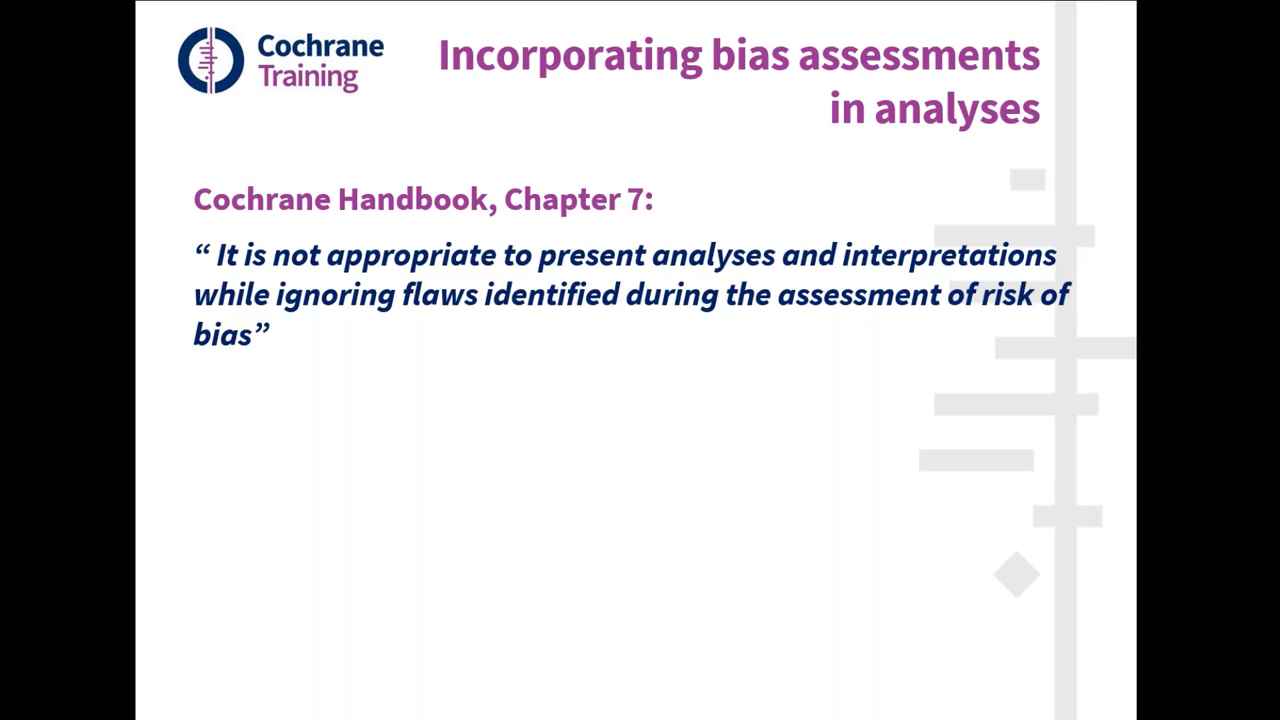 Cochrane
Training
Incorporating bias assessments
in analyses
Cochrane Handbook, Chapter 7:
“ It is not appropriate to present analyses and interpretations
while ignoring flaws identified during the assessment of risk of
bias”